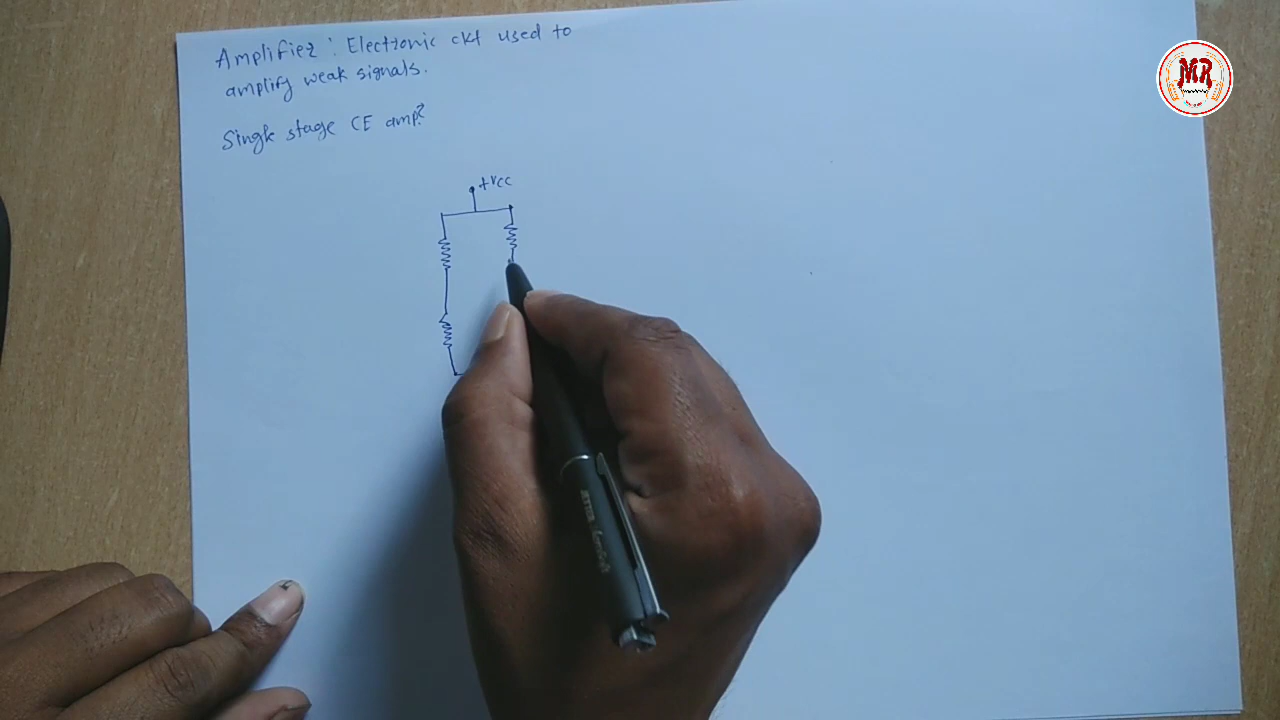 Amplifier : Electronic ckt used to
amplify weak signals.
Single stage CE amp?
+VCC
MR